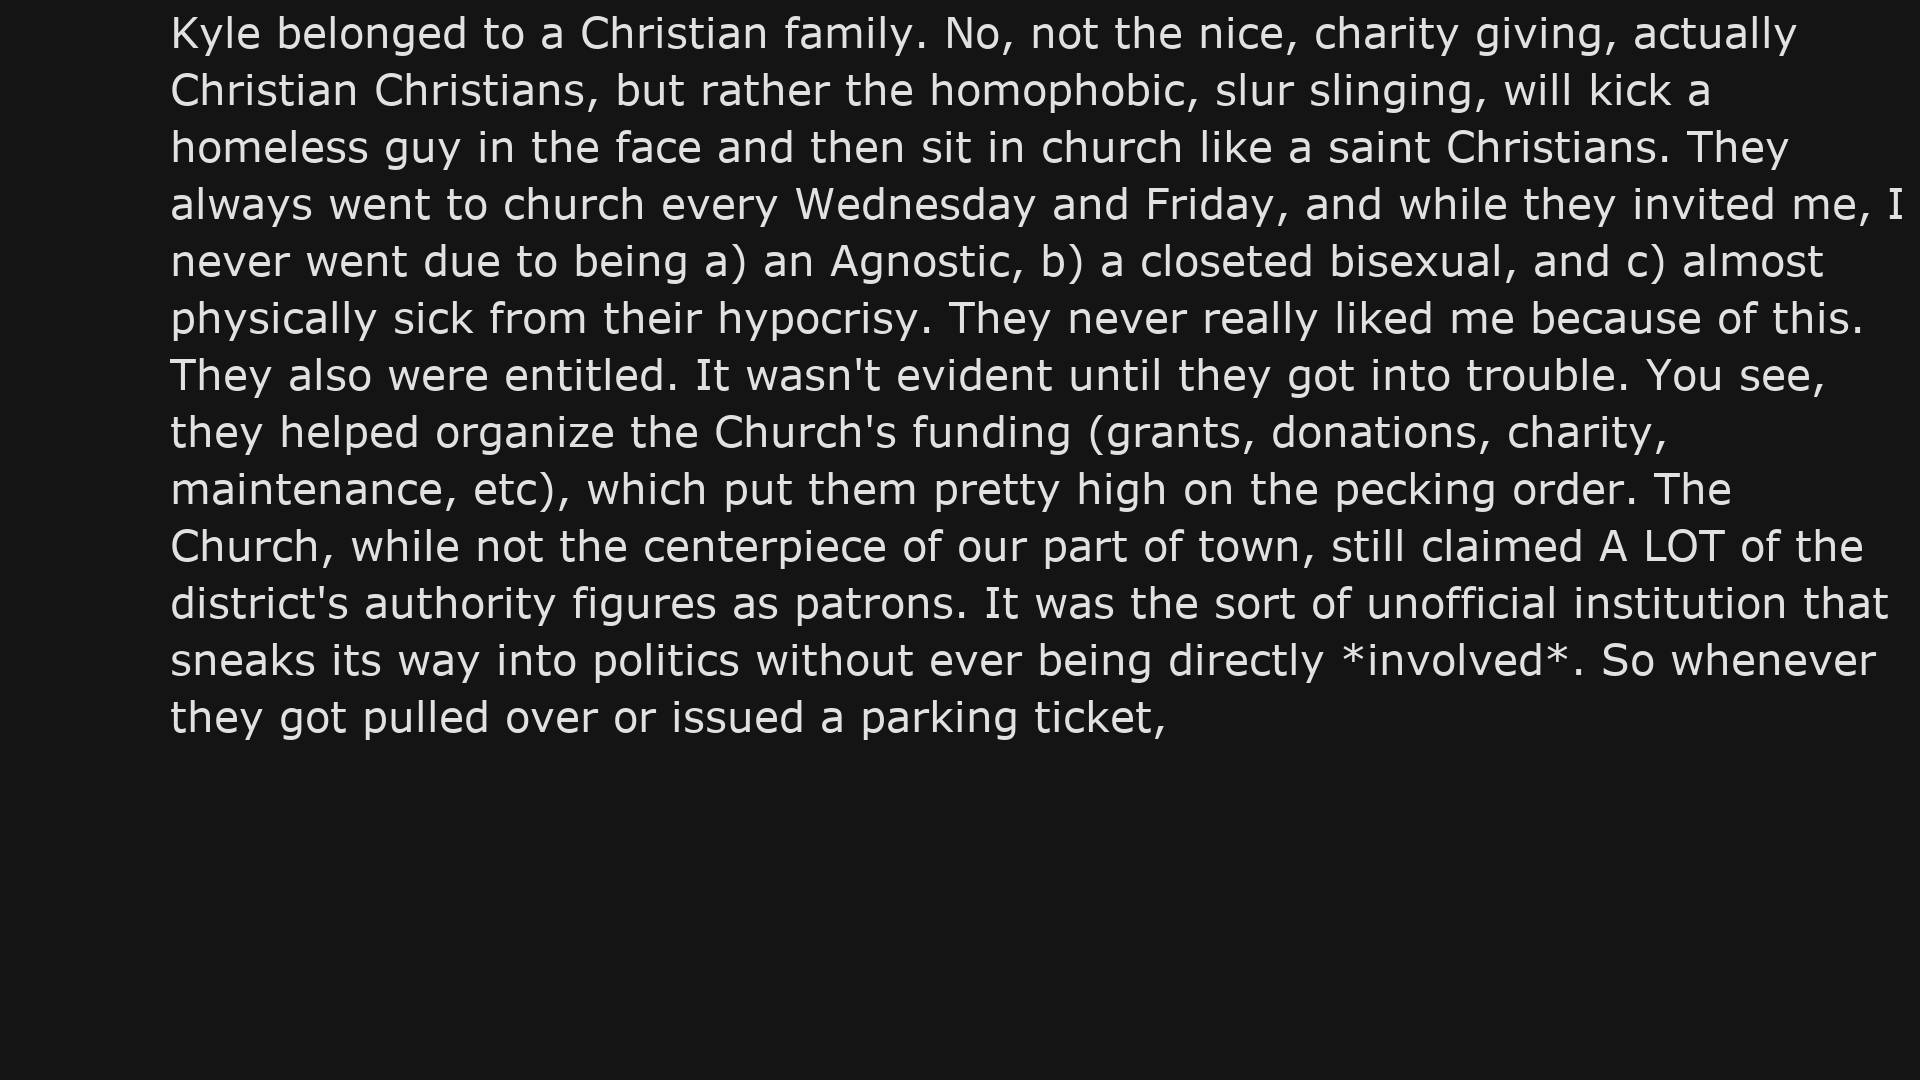 Kyle belonged to a Christian family. No, not the nice, charity giving, actually
Christian Christians, but rather the homophobic, slur slinging, will kick a
homeless guy in the face and then sit in church like a saint Christians. They
always went to church every Wednesday and Friday, and while they invited me, I
never went due to being a) an Agnostic, b) a closeted bisexual, and c) almost
physically sick from their hypocrisy. They never really liked me because of this.
They also were entitled. It wasn't evident until they got into trouble. You see,
they helped organize the Church's funding (grants, donations, charity,
maintenance, etc), which put them pretty high on the pecking order. The
Church, while not the centerpiece of our part of town, still claimed A LOT of the
district's authority figures as patrons. It was the sort of unofficial institution that
sneaks its way into politics without ever being directly *involved*. So whenever
they got pulled over or issued a parking ticket,